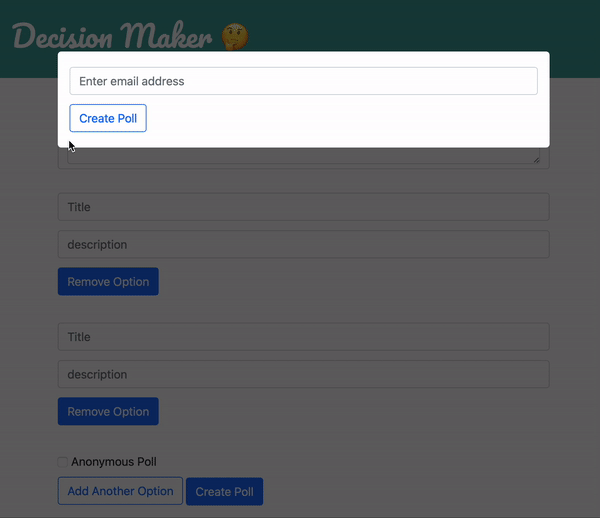 Decision Maker 🤔
Enter email address
Create Poll
Title
description
Remove Option
Title
description
Remove Option
Anonymous Poll
Add Another Option Create Poll